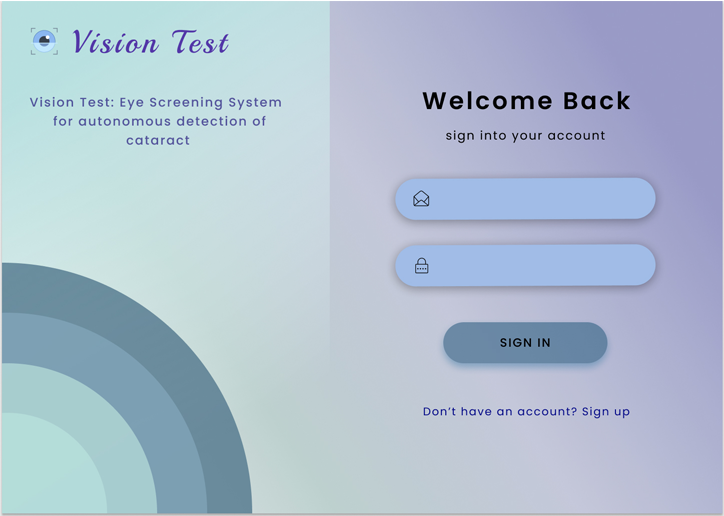 Vision Test
Vision Test: Eye Screening System
for autonomous detection of
cataract
Welcome Back
sign into your account
SIGN IN
Don’t have an account? Sign up